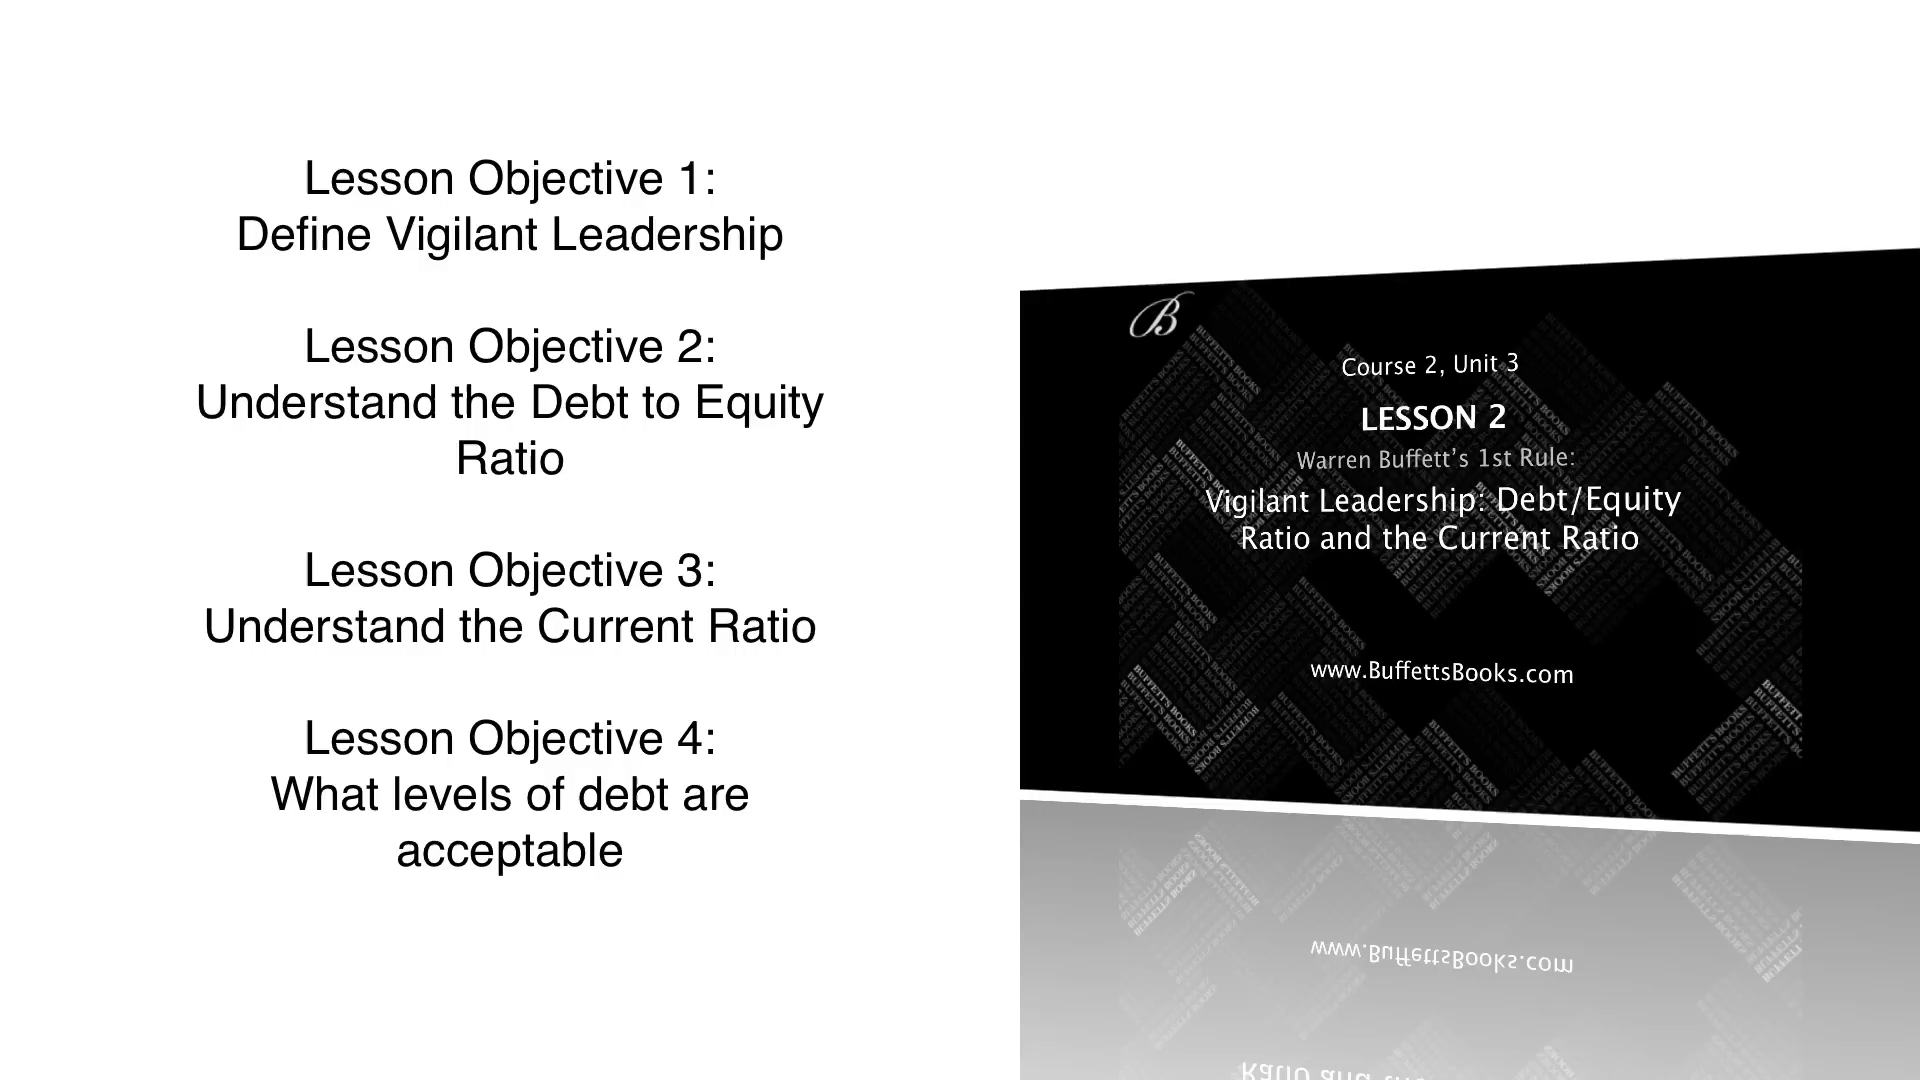 Lesson Objective 1:
Define Vigilant Leadership
Lesson Objective 2:
Understand the Debt to Equity
Ratio
Lesson Objective 3:
Understand the Current Ratio
Lesson Objective 4:
What levels of debt are
acceptable
B
Course 2, Unit 3
LESSON 2
Warren Buffett's 1st Rule:
Vigilant Leadership: Debt/Equity
Ratio and the Current Ratio
www.BuffettsBooks.com